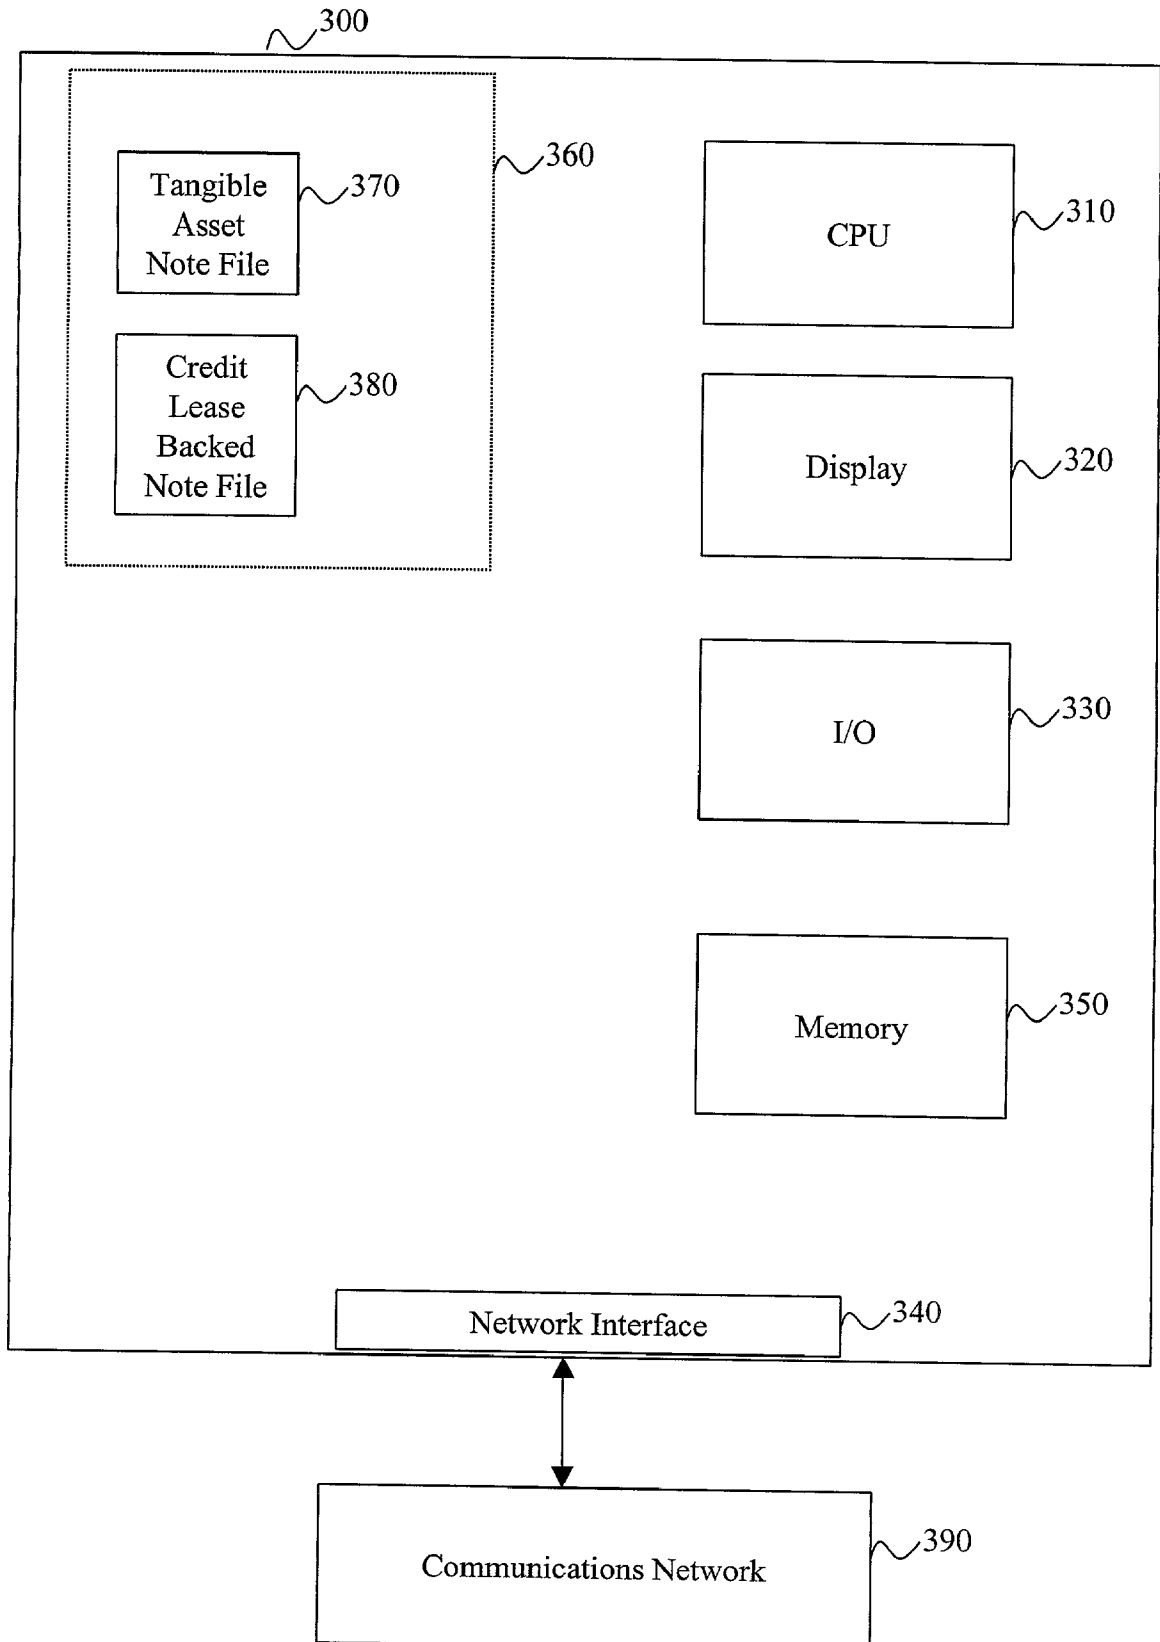 300
360
Tangible
Asset
Note File
370
CPU
310
Credit
Lease
Backed
Note File
380
Display
320
I/O
330
Memory
350
Network Interface
340
Communications Network
390